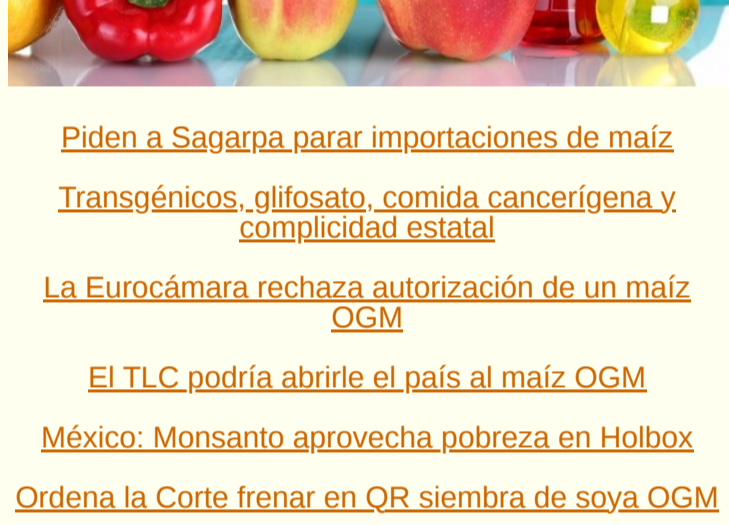 Piden a Sagarpa parar importaciones de maíz
Transgénicos, glifosato, comida cancerígena y
complicidad estatal
La Eurocámara rechaza autorización de un maíz
OGM
El TLC podría abrirle el país al maíz OGM
México: Monsanto aprovecha pobreza en Holbox
Ordena la Corte frenar en QR siembra de soya OGM